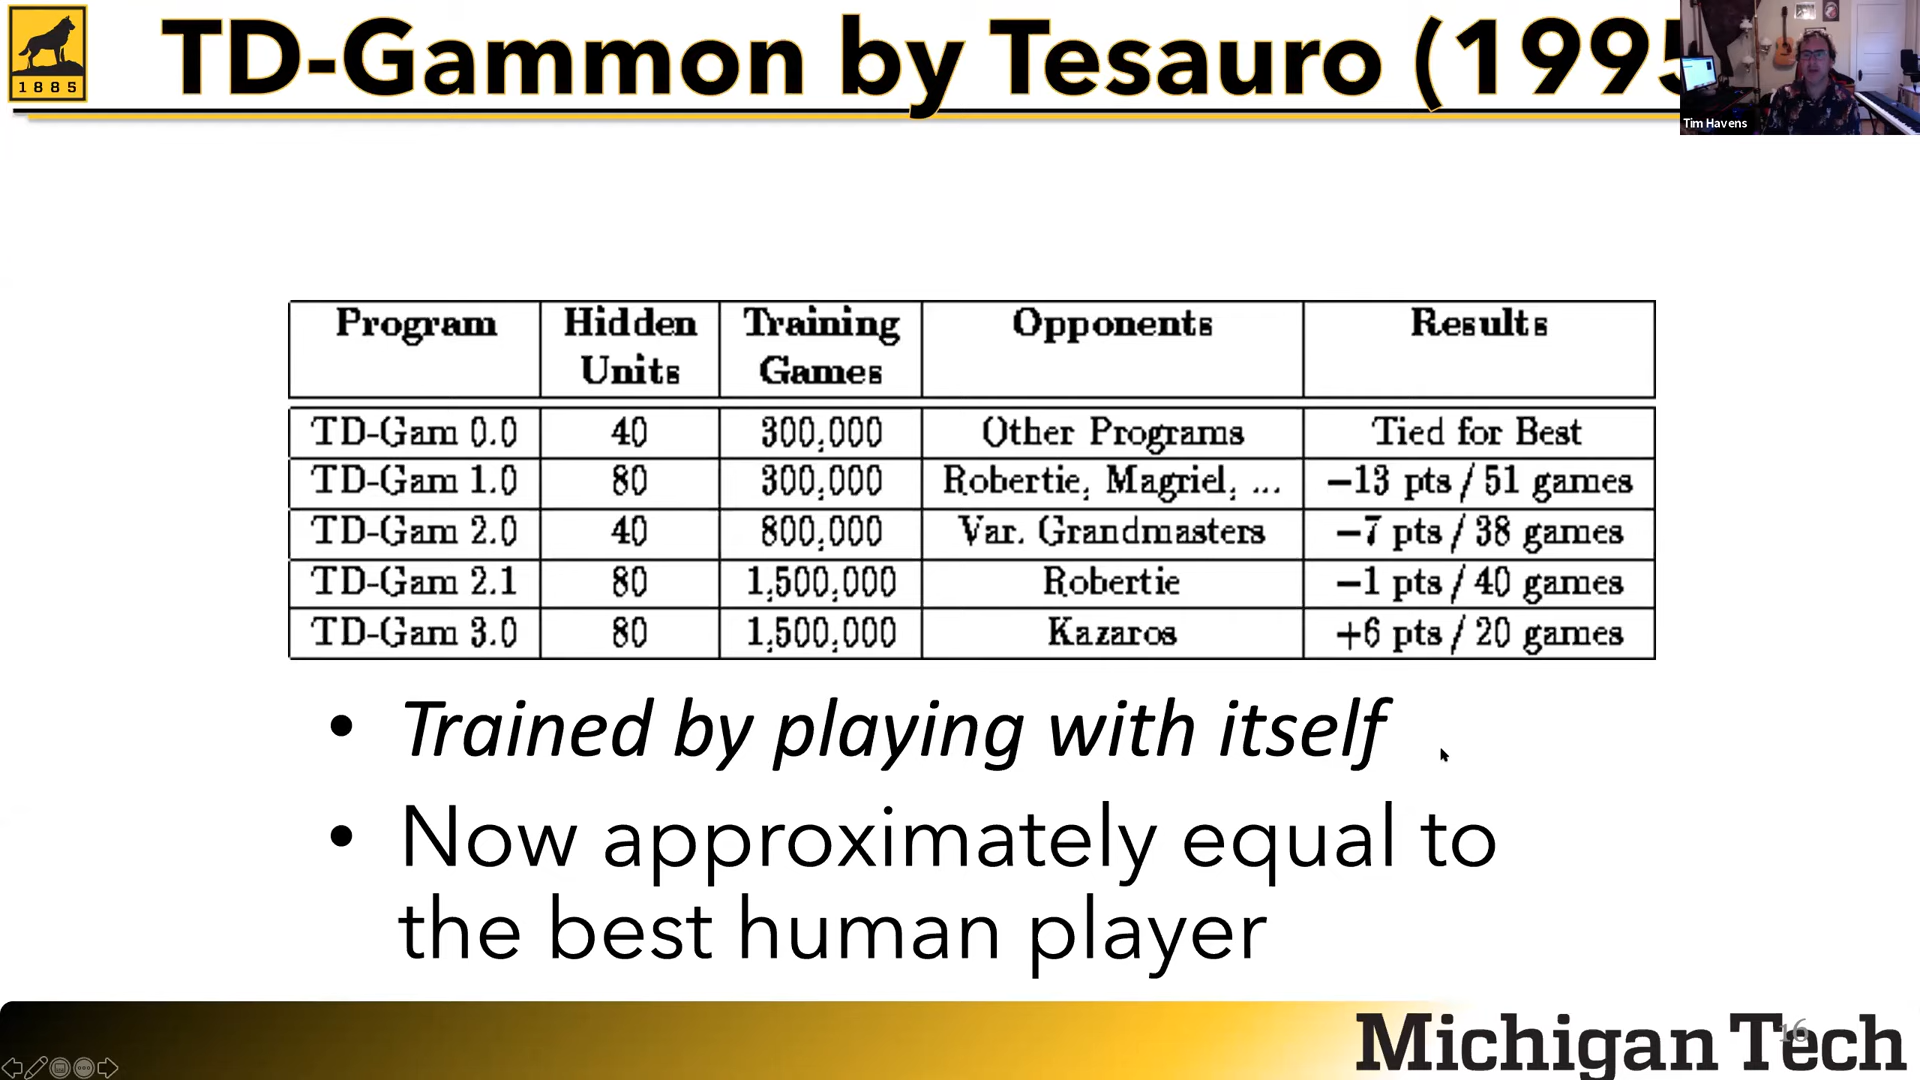 TD-Gammon by Tesauro (1995
1885
Tim Havens
Program Hidden Units Training Games Opponents Results
TD-Gam 0.0 40 300,000 Other Programs Tied for Best
TD-Gam 1.0 80 300,000 Robertie, Magriel, ... −13 pts / 51 games
TD-Gam 2.0 40 800,000 Var. Grandmasters −7 pts / 38 games
TD-Gam 2.1 80 1,500,000 Robertie −1 pts / 40 games
TD-Gam 3.0 80 1,500,000 Kazaros +6 pts / 20 games
• Trained by playing with itself
• Now approximately equal to
the best human player
Michigan Tech
16